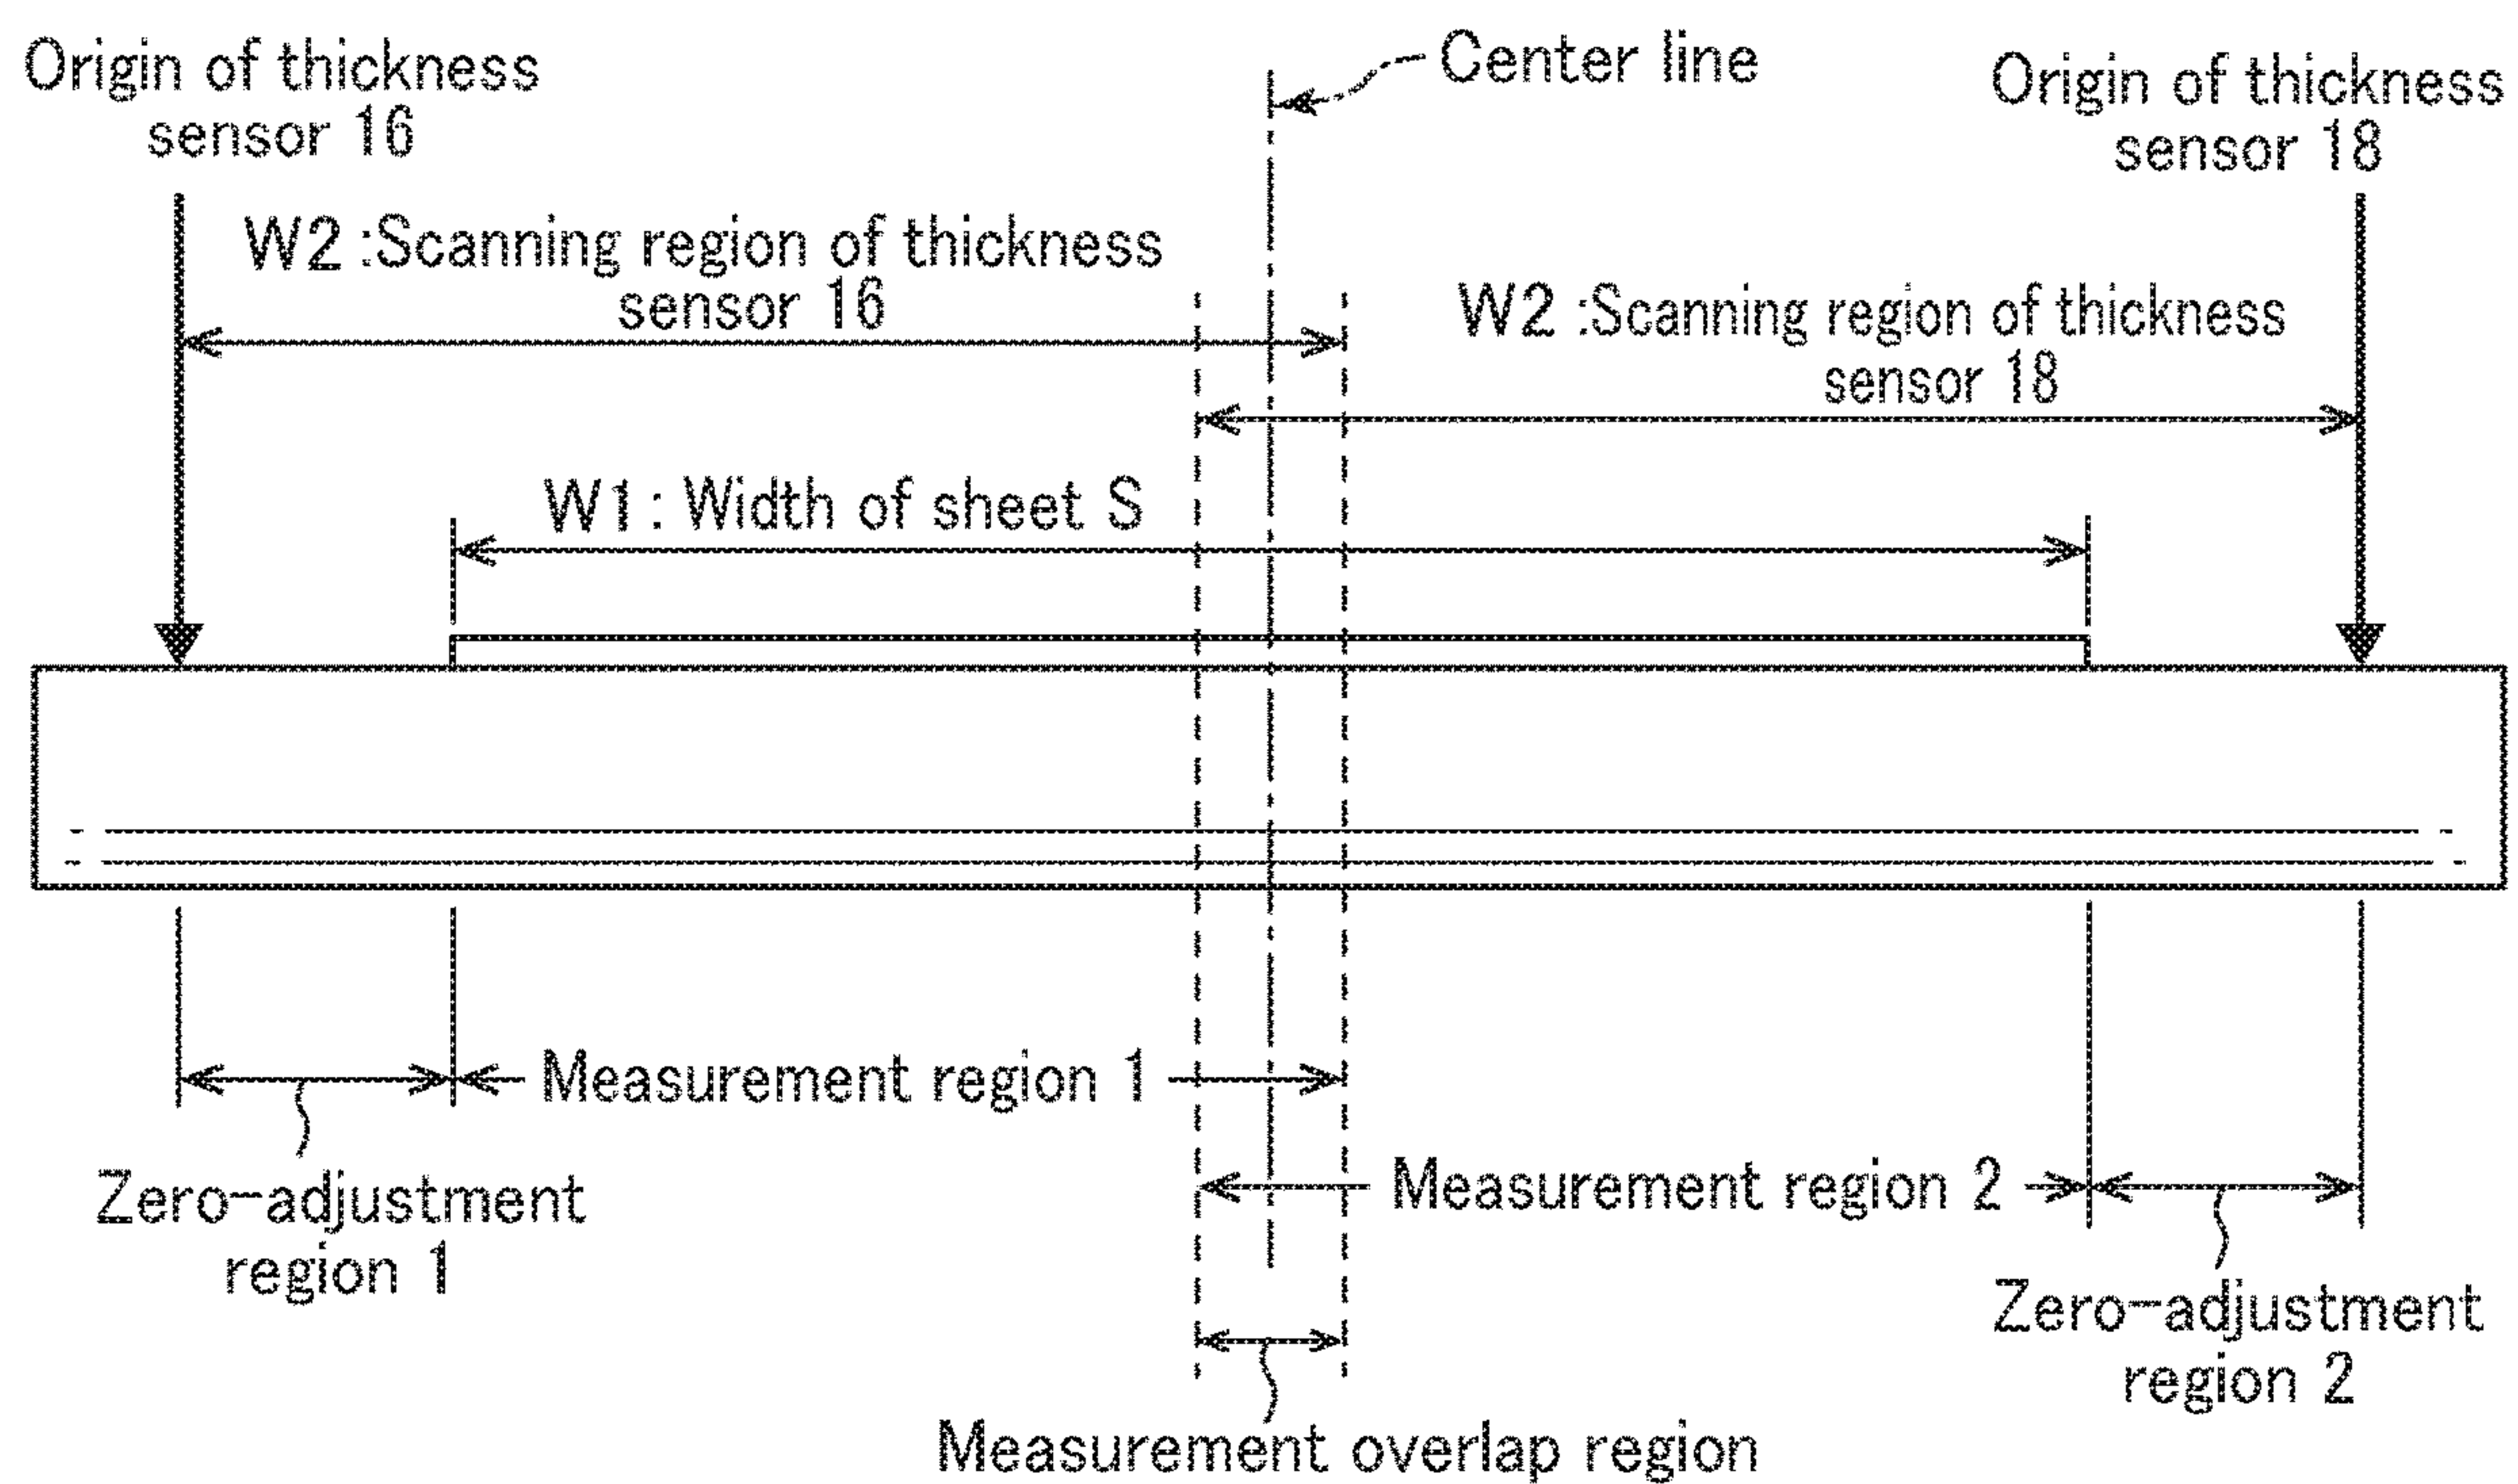 Origin of thickness
sensor 16
Center line
Origin of thickness
sensor 18
W2 :Scanning region of thickness
sensor 16
W2 :Scanning region of thickness
sensor 18
W1 : Width of sheet S
Measurement region 1
Measurement region 2
Zero-adjustment
region 1
Zero-adjustment
region 2
Measurement overlap region